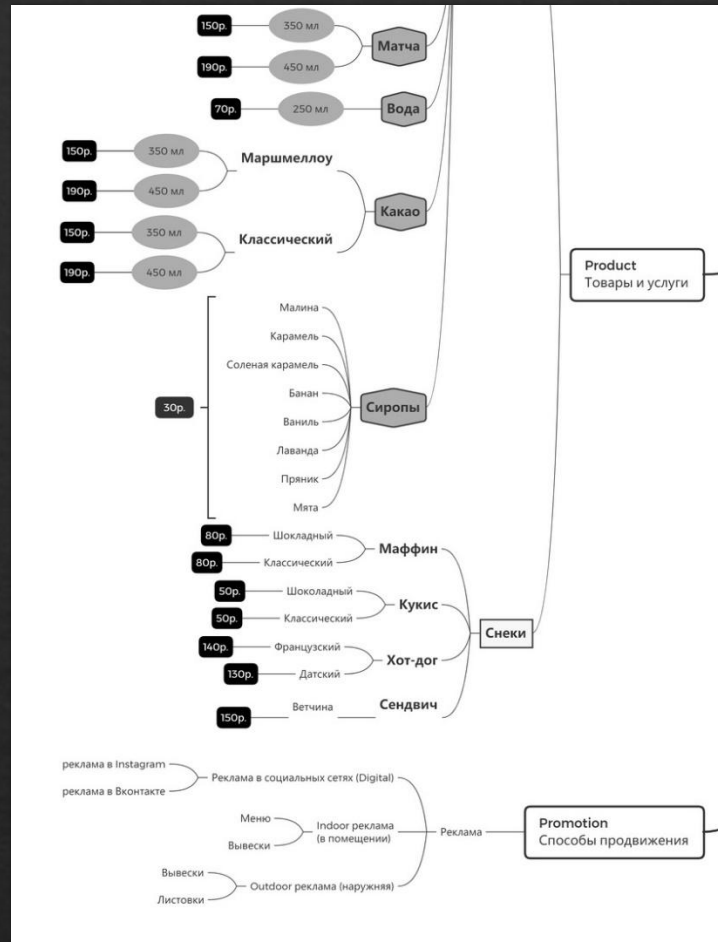 150р. 350 мл
Матча
190р. 450 мл
70р. 250 мл Вода
150р. 350 мл
Маршмеллоу
190р. 450 мл
Какао
150р. 350 мл
Классический
190р. 450 мл
Product
Товары и услуги
Малина
Карамель
Соленая карамель
Банан
30р.
Сиропы
Ваниль
Лаванда
Пряник
Мята
80р. Шокладный
Маффин
80р. Классический
50р. Шоколадный
Кукис
50р. Классический
Снеки
140р. Французский
Хот-дог
130р. Датский
150р. Ветчина Сендвич
реклама в Instagram
Реклама в социальных сетях (Digital)
реклама в Вконтакте
Меню
Indoor реклама
(в помещении)
Вывески
Реклама
Promotion
Способы продвижения
Вывески
Outdoor реклама (наружняя)
Листовки